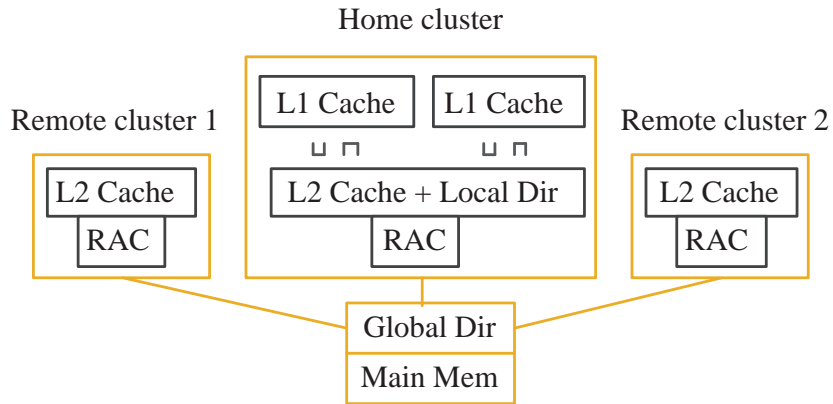 Home cluster
L1 Cache
L1 Cache
Remote cluster 1
Remote cluster 2
L2 Cache
L2 Cache + Local Dir
L2 Cache
RAC
RAC
RAC
Global Dir
Main Mem